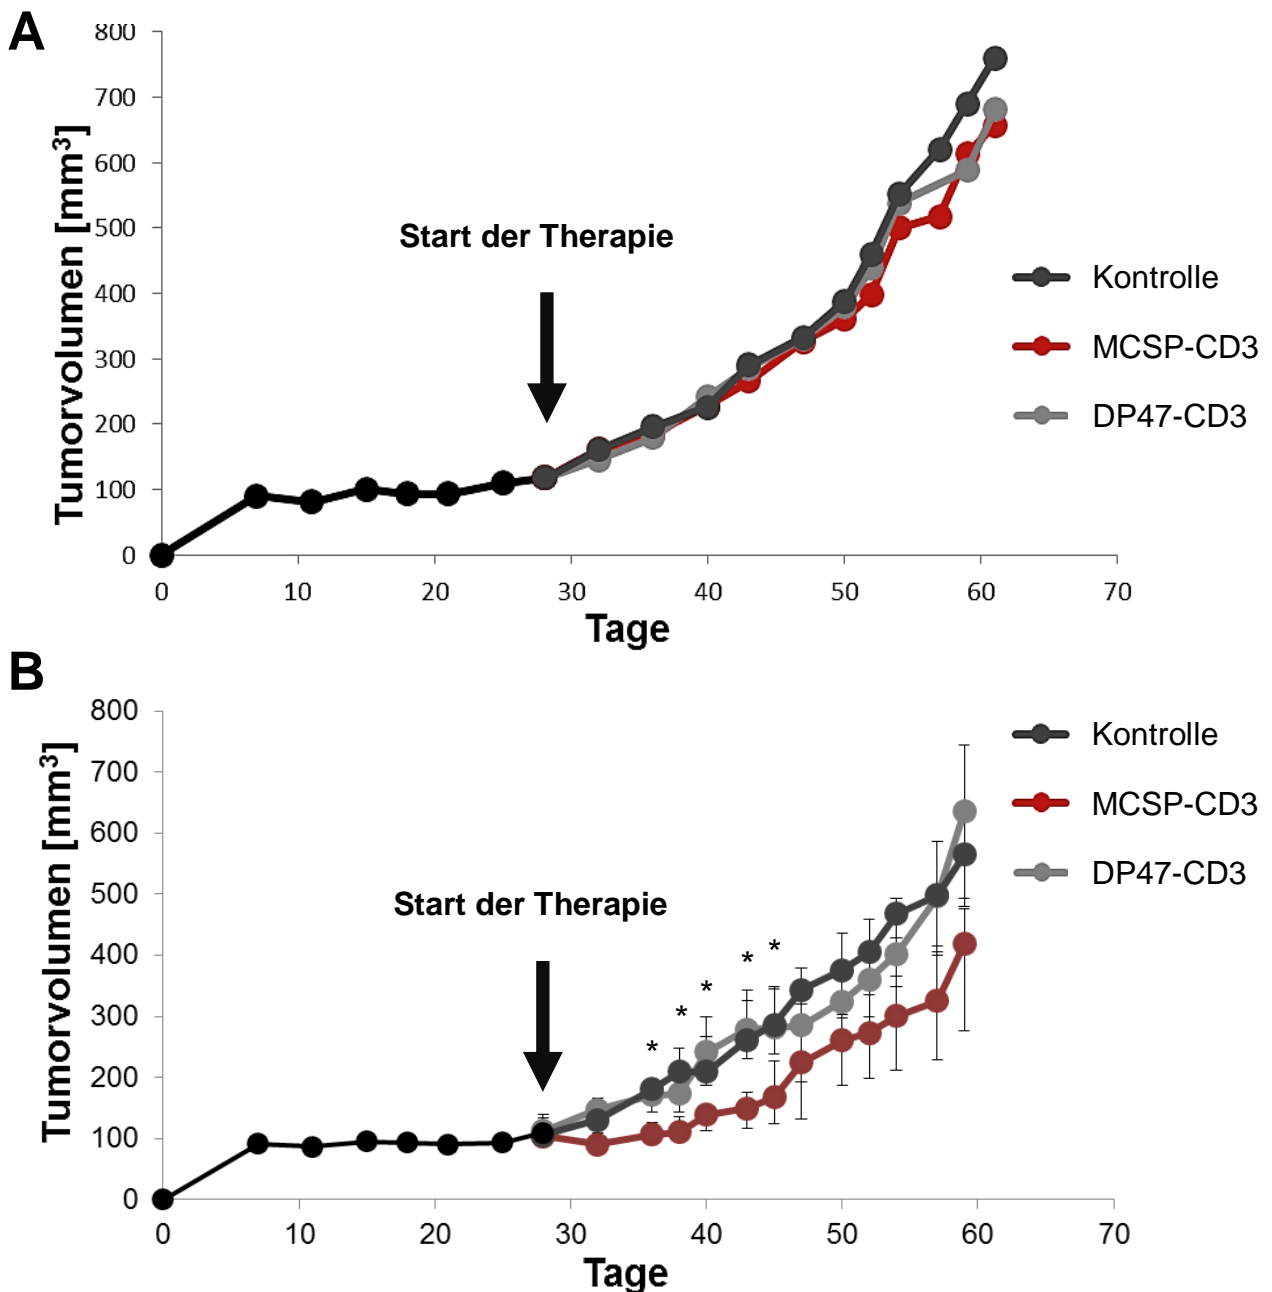 A
800
700
600
500
400
300
200
100
0
Tumorvolumen [mm³]
Start der Therapie
Kontrolle
MCSP-CD3
DP47-CD3
0 10 20 30 40 50 60 70
Tage
B
800
700
600
500
400
300
200
100
0
Tumorvolumen [mm³]
Start der Therapie
* * * * *
Kontrolle
MCSP-CD3
DP47-CD3
0 10 20 30 40 50 60 70
Tage